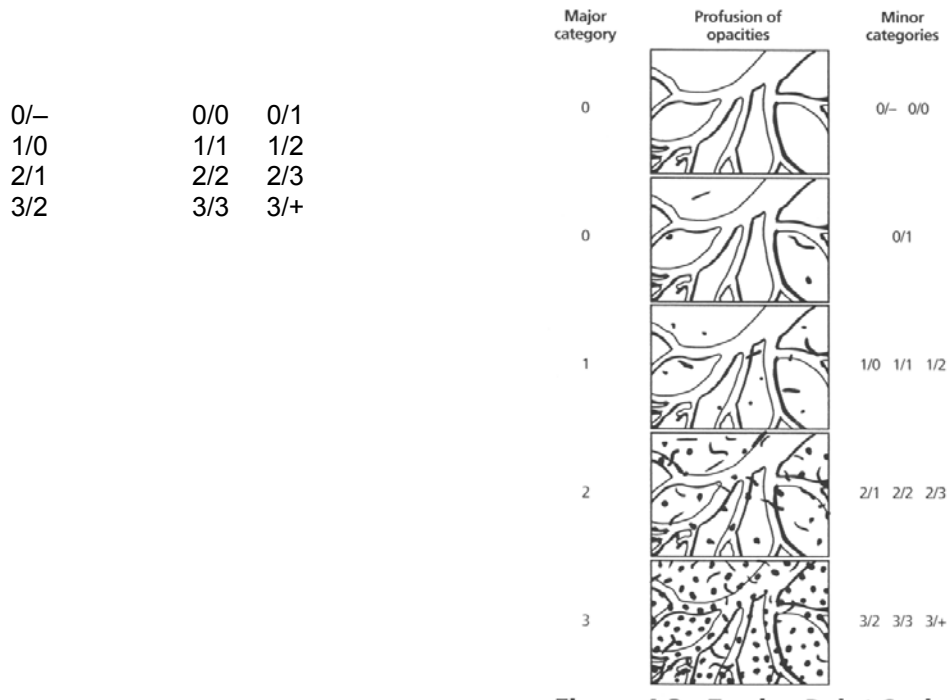 0/– 0/0 0/1
1/0 1/1 1/2
2/1 2/2 2/3
3/2 3/3 3/+
Major category
Profusion of opacities
Minor categories
0 0/– 0/0
0 0/1
1 1/0 1/1 1/2
2 2/1 2/2 2/3
3 3/2 3/3 3/+